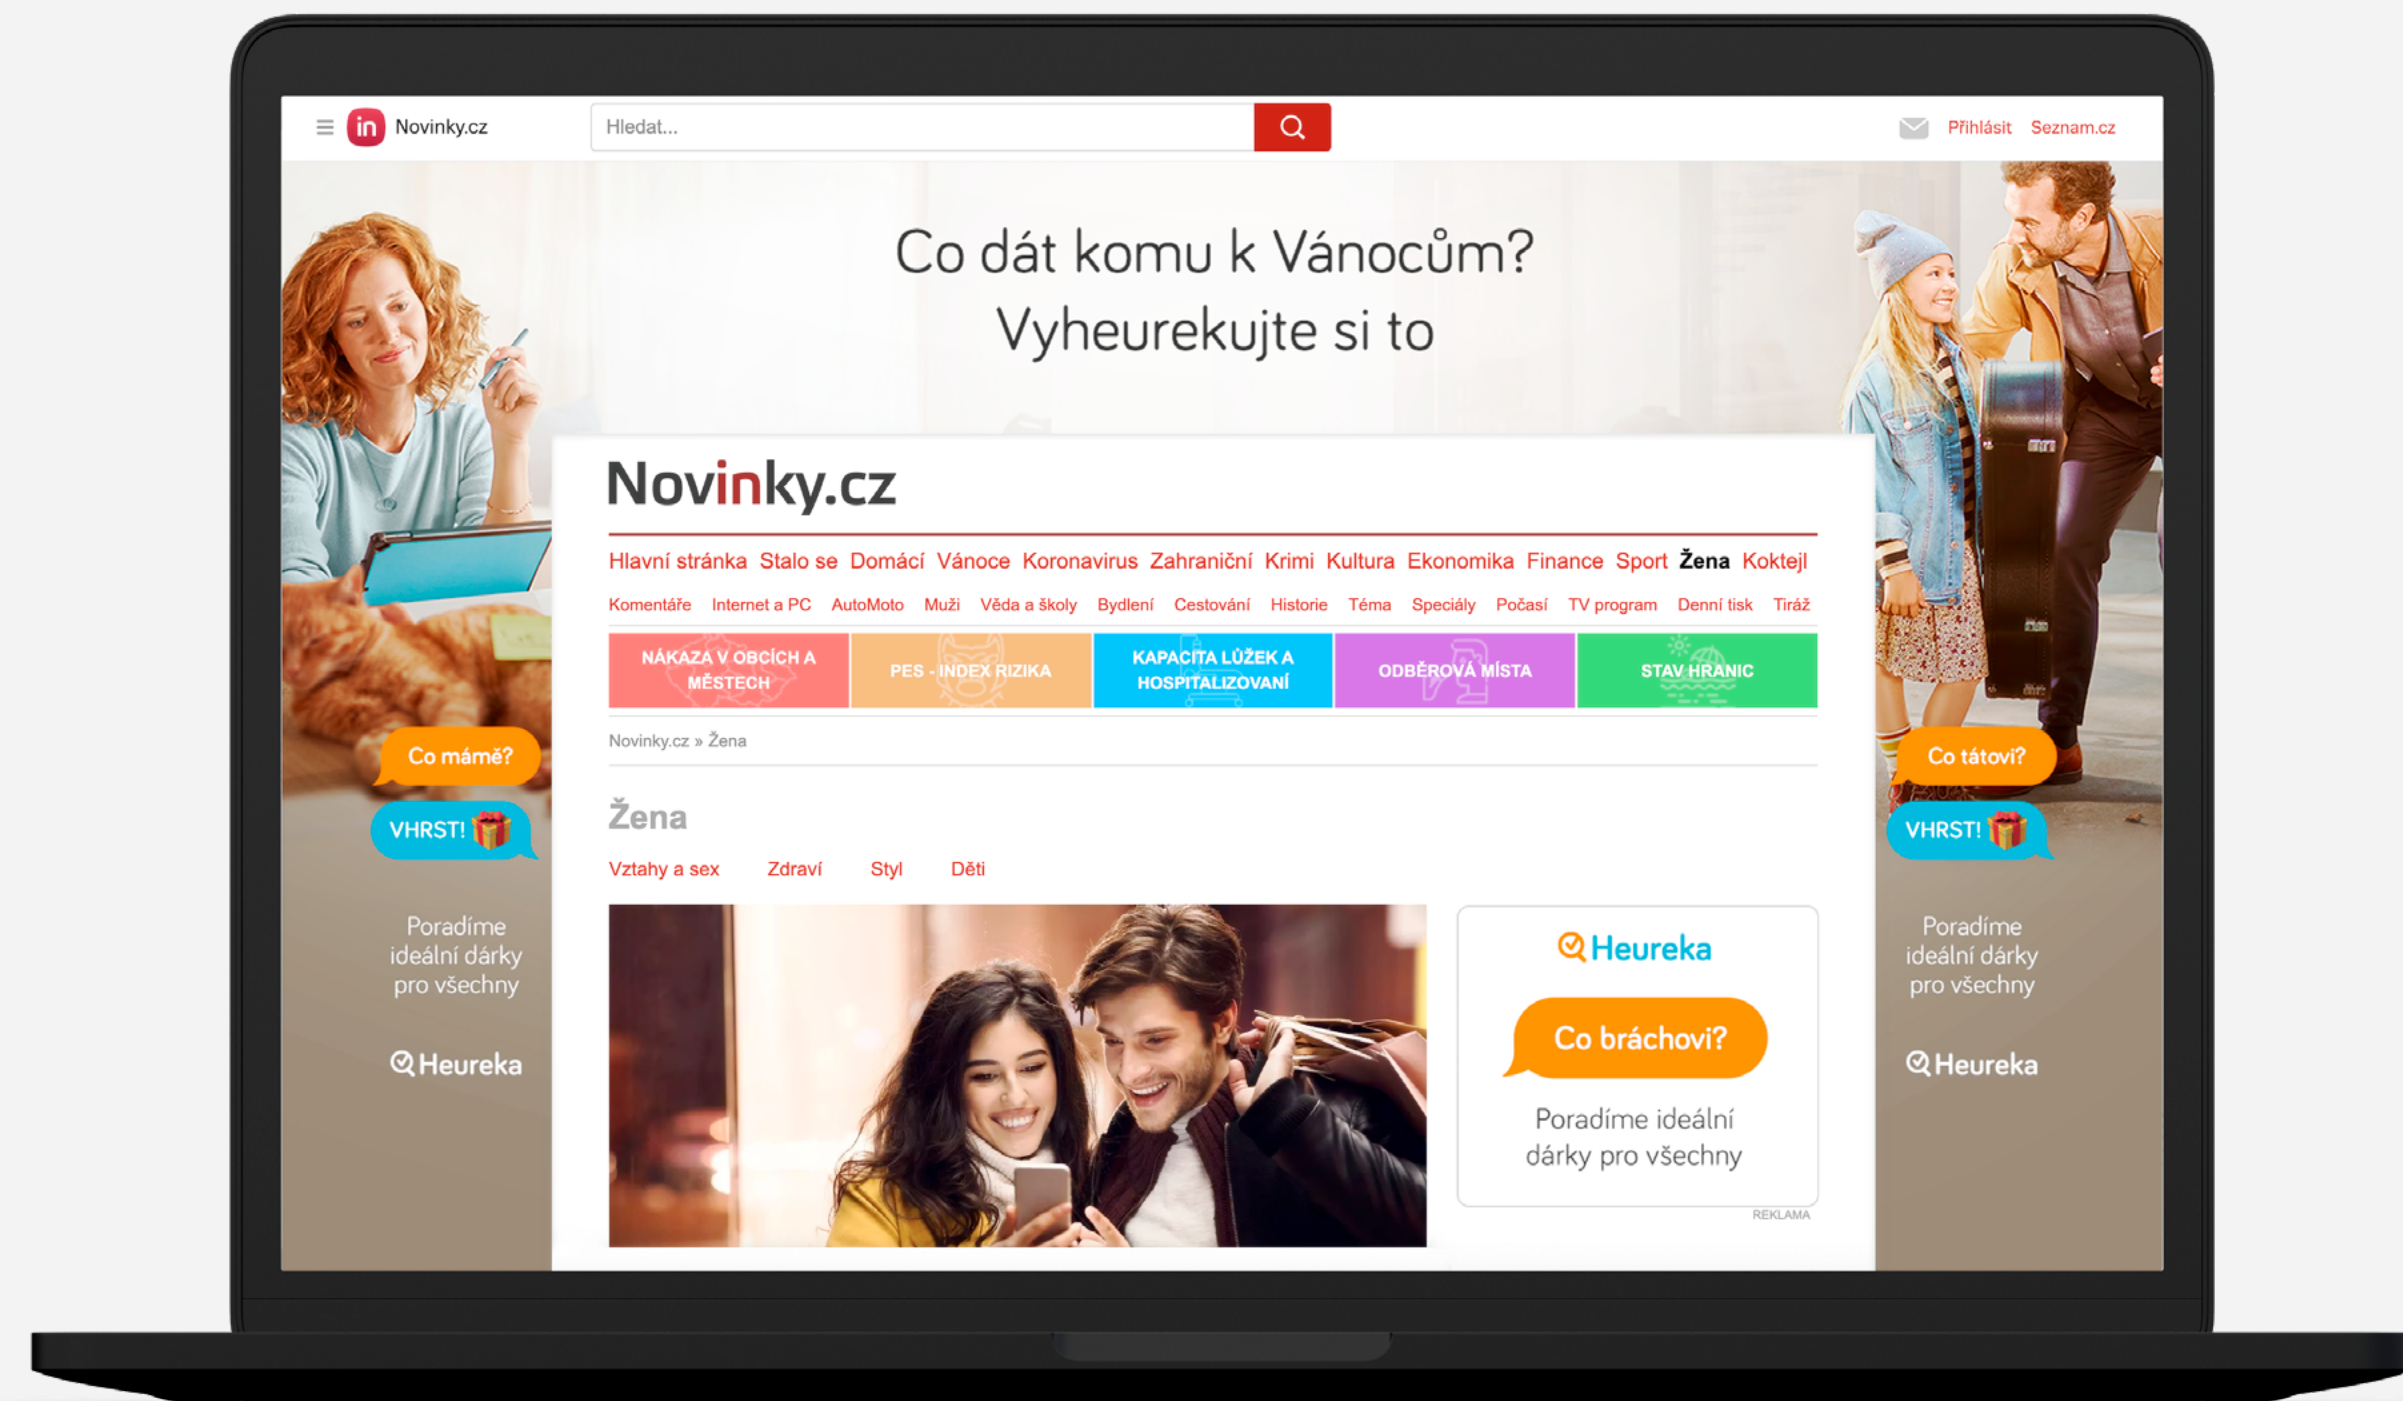 in Novinky.cz
Hledat...
Přihlásit Seznam.cz
Co dát komu k Vánocům?
Vyheurekujte si to
Novinky.cz
Hlavní stránka Stalo se Domácí Vánoce Koronavirus Zahraniční Krimi Kultura Ekonomika Finance Sport Žena Koktejl
Komentáře Internet a PC AutoMoto Muži Věda a školy Bydlení Cestování Historie Téma Speciály Počasí TV program Denní tisk Tiráž
NÁKAZA V OBCÍCH A
MĚSTECH
PES - INDEX RIZIKA
KAPACITA LŮŽEK A
HOSPITALIZOVANÍ
ODBĚROVÁ MÍSTA
STAV HRANIC
Novinky.cz » Žena
Žena
Vztahy a sex Zdraví Styl Děti
Co mámě?
VHRST!
Poradíme
ideální dárky
pro všechny
Heureka
Heureka
Co bráchovi?
Poradíme ideální
dárky pro všechny
REKLAMA
Co tátovi?
VHRST!
Poradíme
ideální dárky
pro všechny
Heureka